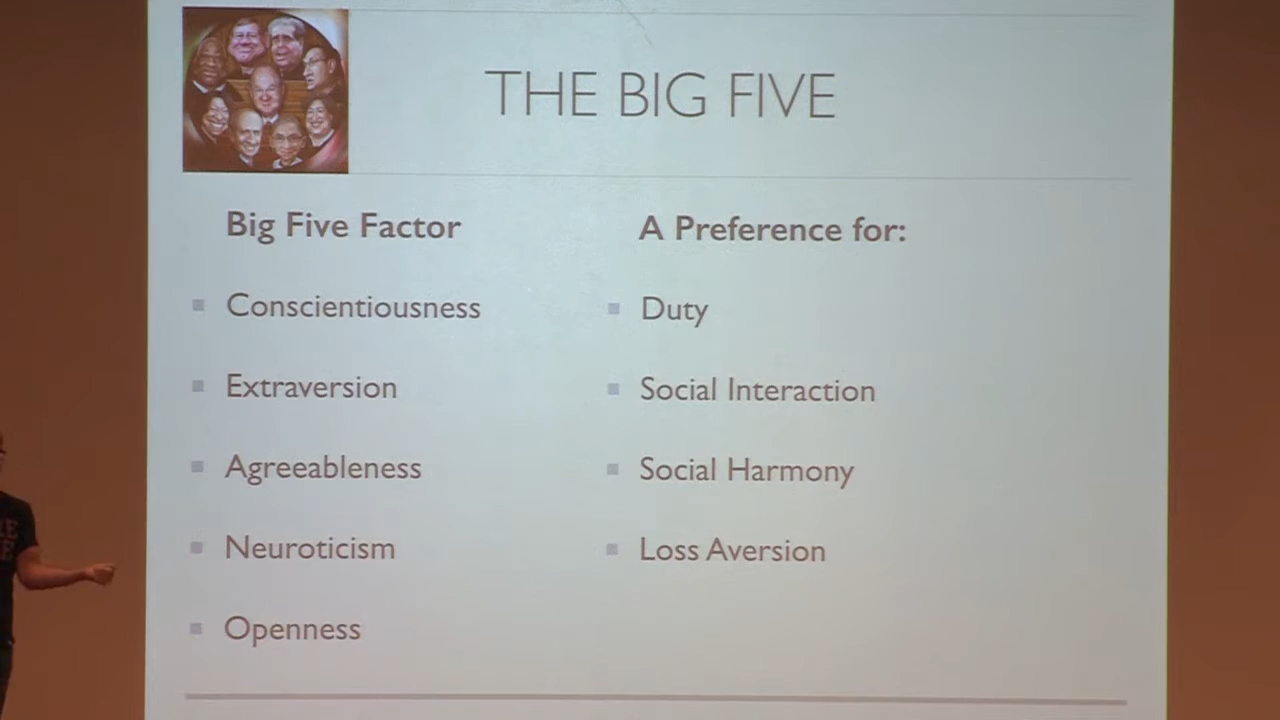 THE BIG FIVE
Big Five Factor
A Preference for:
Conscientiousness
Duty
Extraversion
Social Interaction
Agreeableness
Social Harmony
Neuroticism
Loss Aversion
Openness